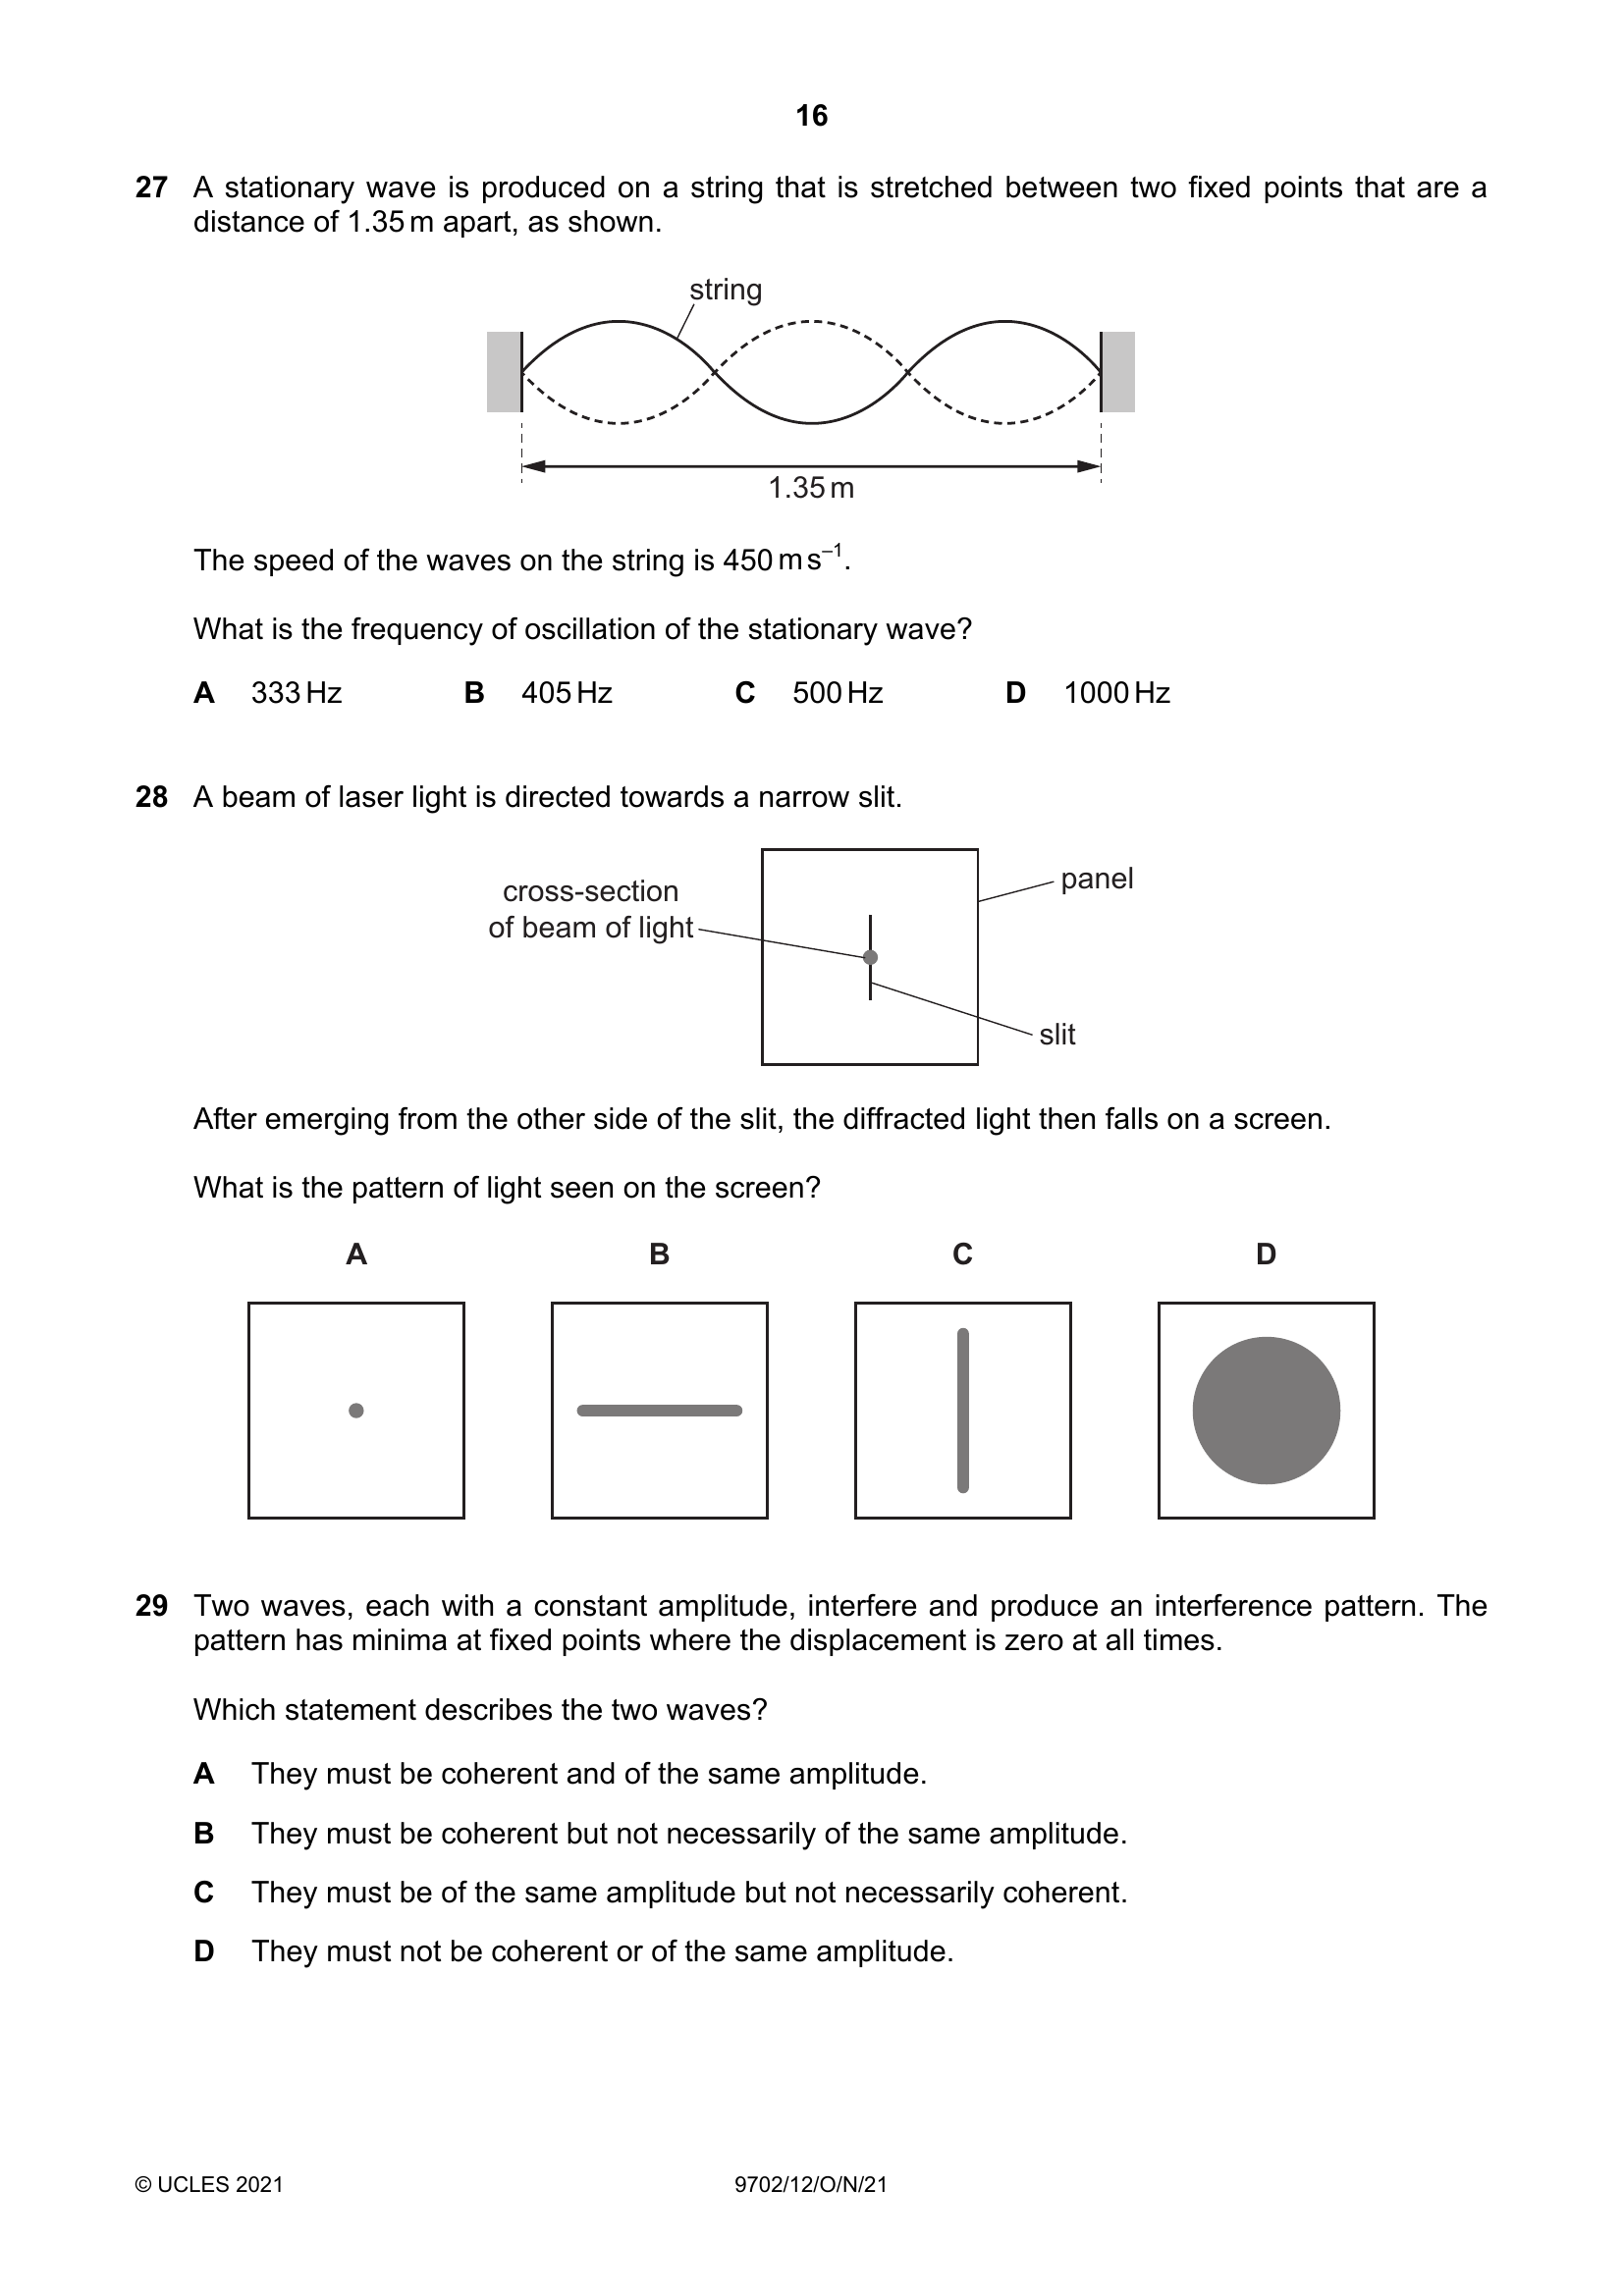 16
27 A stationary wave is produced on a string that is stretched between two fixed points that are a
distance of 1.35 m apart, as shown.
string
1.35 m
The speed of the waves on the string is 450 m s⁻¹.
What is the frequency of oscillation of the stationary wave?
A 333 Hz B 405 Hz C 500 Hz D 1000 Hz
28 A beam of laser light is directed towards a narrow slit.
panel
cross-section
of beam of light
slit
After emerging from the other side of the slit, the diffracted light then falls on a screen.
What is the pattern of light seen on the screen?
A B C D
29 Two waves, each with a constant amplitude, interfere and produce an interference pattern. The
pattern has minima at fixed points where the displacement is zero at all times.
Which statement describes the two waves?
A They must be coherent and of the same amplitude.
B They must be coherent but not necessarily of the same amplitude.
C They must be of the same amplitude but not necessarily coherent.
D They must not be coherent or of the same amplitude.
© UCLES 2021 9702/12/O/N/21